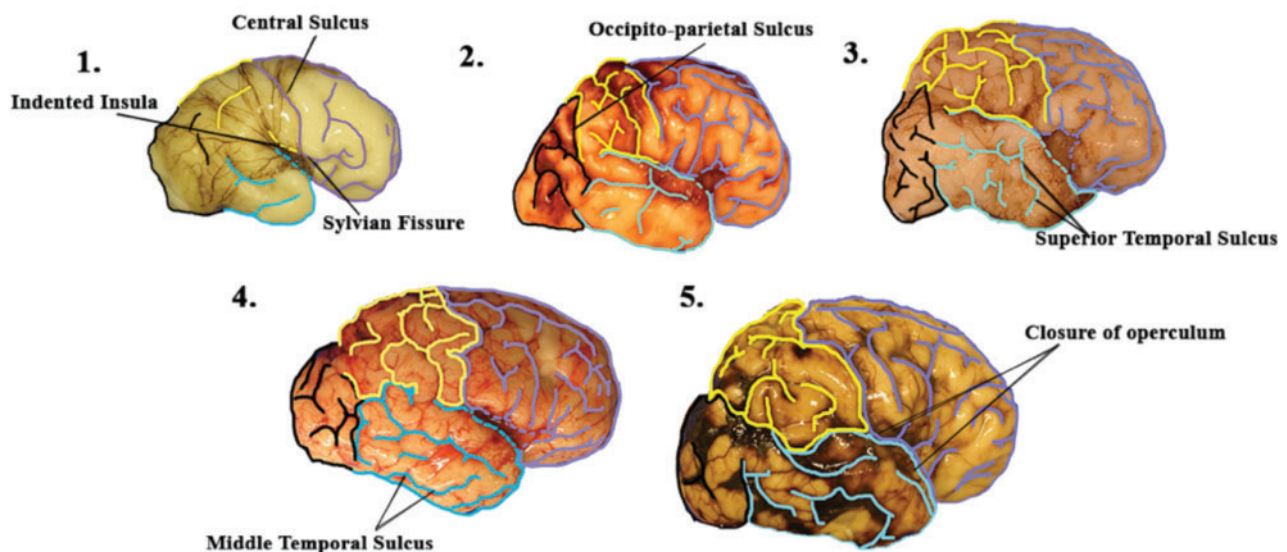 Central Sulcus
1.
Indented Insula
Sylvian Fissure
Occipito-parietal Sulcus
2.
3.
Superior Temporal Sulcus
4.
Middle Temporal Sulcus
5.
Closure of operculum